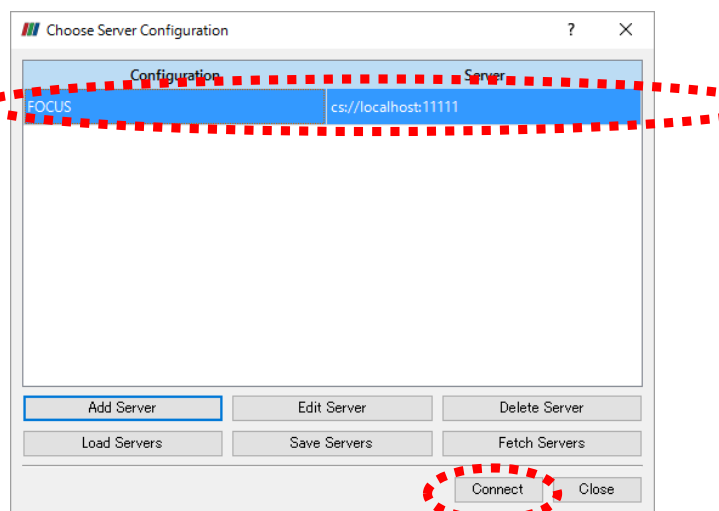 Choose Server Configuration ? ×
Configuration Server
FOCUS cs://localhost:11111
Add Server Edit Server Delete Server
Load Servers Save Servers Fetch Servers
Connect Close